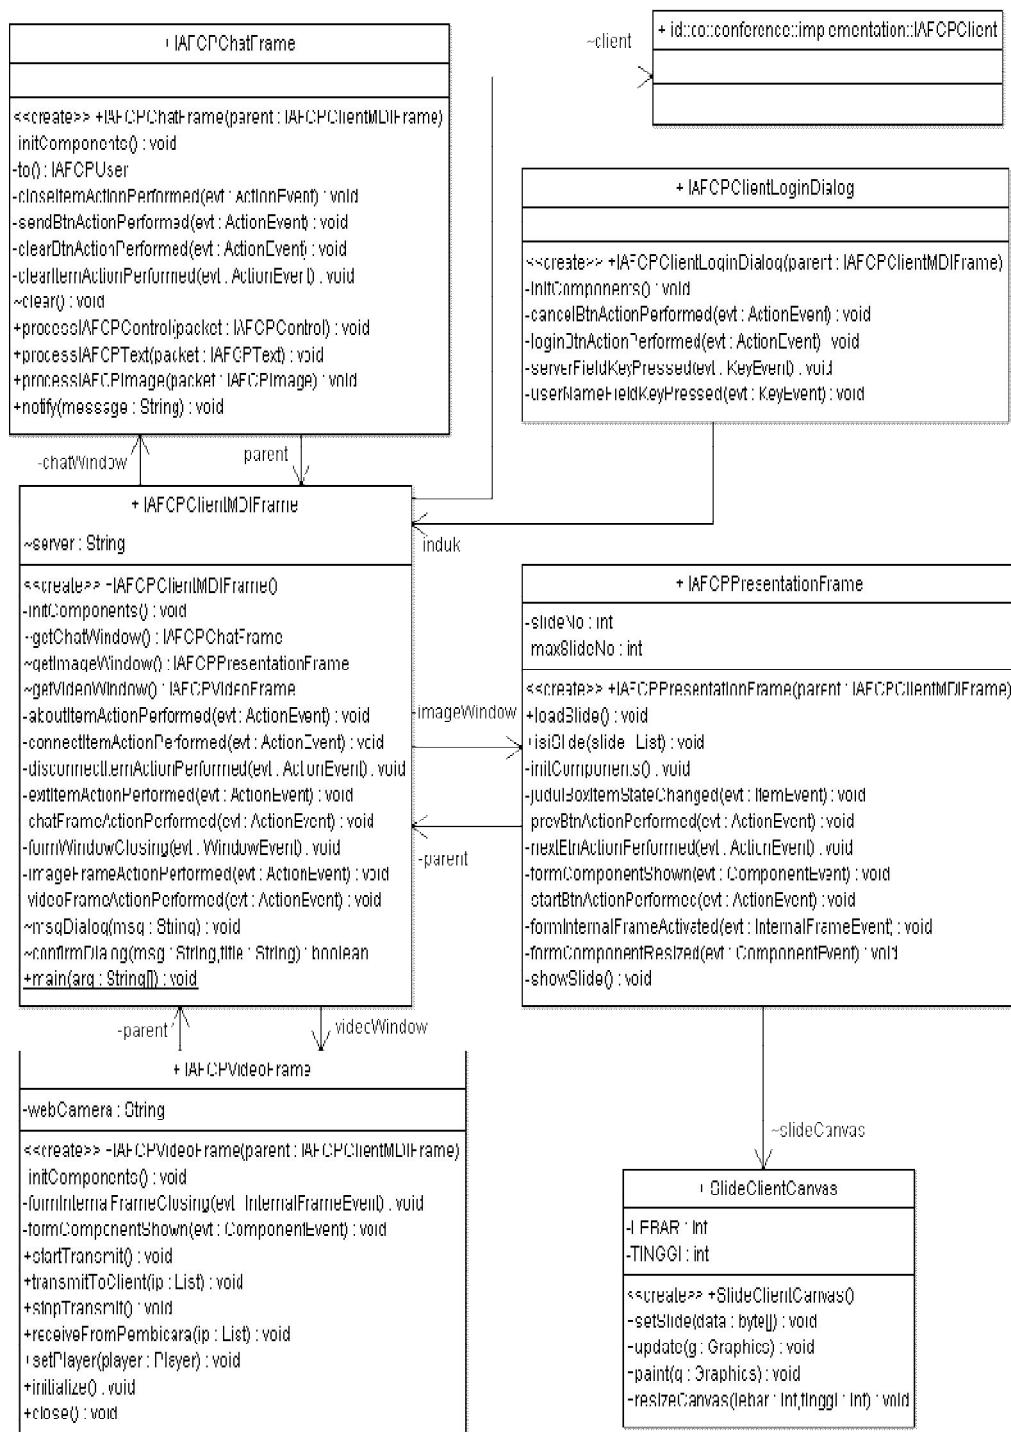 + IAFCPChatFrame
<<create>> +IAFCPChatFrame(parent : IAFCPClientMDIFrame)
initComponents() : void
-to() : IAFCPUser
-closeItemActionPerformed(evt : ActionEvent) : void
-sendBtnActionPerformed(evt : ActionEvent) : void
-clearBtnActionPerformed(evt : ActionEvent) : void
-clearItemActionPerformed(evt : ActionEvent) : void
~clear() : void
+processIAFCPControl(packet : IAFCPControl) : void
+processIAFCPText(packet : IAFCPText) : void
+processIAFCPImage(packet : IAFCPImage) : void
+notify(message : String) : void
~client
+ id::co::conference::implementation::IAFCPClient
+ IAFCPClientLoginDialog
<<create>> +IAFCPClientLoginDialog(parent : IAFCPClientMDIFrame)
-initComponents() : void
-cancelBtnActionPerformed(evt : ActionEvent) : void
-loginBtnActionPerformed(evt : ActionEvent) void
-serverFieldKeyPressed(evt : KeyEvent) : void
-userNameFieldKeyPressed(evt : KeyEvent) : void
-chatWindow
parent
induk
+ IAFCPClientMDIFrame
~server : String
<<create>> +IAFCPClientMDIFrame()
-initComponents() : void
~getChatWindow() : IAFCPChatFrame
~getImageWindow() : IAFCPPresentationFrame
~getVideoWindow() : IAFCPVideoFrame
-aboutItemActionPerformed(evt : ActionEvent) : void
-connectItemActionPerformed(evt : ActionEvent) : void
-disconnectItemActionPerformed(evt : ActionEvent) : void
-exitItemActionPerformed(evt : ActionEvent) : void
chatFrameActionPerformed(evt : ActionEvent) : void
-formWindowClosing(evt : WindowEvent) : void
-imageFrameActionPerformed(evt : ActionEvent) : void
videoFrameActionPerformed(evt : ActionEvent) : void
~msgDialog(msg : String) : void
~confirmDialog(msg : String,title : String) : boolean
+main(arg : String[]) : void
-imageWindow
-parent
+ IAFCPPresentationFrame
-slideNo : int
maxSlideNo : int
<<create>> +IAFCPPresentationFrame(parent : IAFCPClientMDIFrame)
+loadSlide() : void
+isiSlide(slide : List) : void
-initComponents() : void
-judulBoxItemStateChanged(evt : ItemEvent) : void
prevBtnActionPerformed(evt : ActionEvent) : void
-nextBtnActionPerformed(evt : ActionEvent) : void
-formComponentShown(evt : ComponentEvent) : void
startBtnActionPerformed(evt : ActionEvent) : void
-formInternalFrameActivated(evt : InternalFrameEvent) : void
-formComponentResized(evt : ComponentEvent) : void
-showSlide() : void
-parent
videoWindow
+ IAFCPVideoFrame
-webCamera : String
<<create>> +IAFCPVideoFrame(parent : IAFCPClientMDIFrame)
initComponents() : void
-formInternalFrameClosing(evt : InternalFrameEvent) : void
-formComponentShown(evt : ComponentEvent) : void
+startTransmit() : void
+transmitToClient(ip : List) : void
+stopTransmit() : void
+receiveFromPembicara(ip : List) : void
+setPlayer(player : Player) : void
+initialize() : void
+close() : void
~slideCanvas
+ SlideClientCanvas
-LEBAR : int
-TINGGI : int
<<create>> +SlideClientCanvas()
+setSlide(data : byte[]) : void
+update(g : Graphics) : void
+paint(g : Graphics) : void
+resizeCanvas(lebar : int,tinggi : int) : void